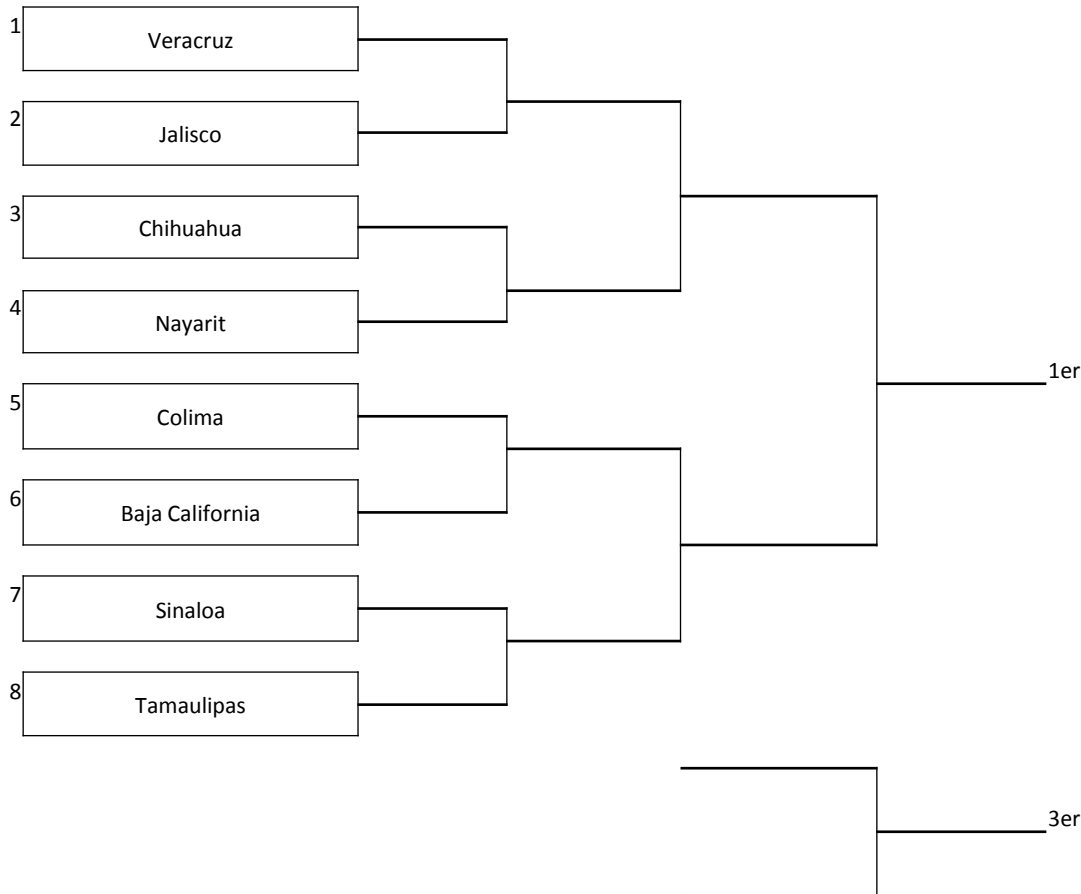 1
Veracruz
2
Jalisco
3
Chihuahua
4
Nayarit
1er
5
Colima
6
Baja California
7
Sinaloa
8
Tamaulipas
3er